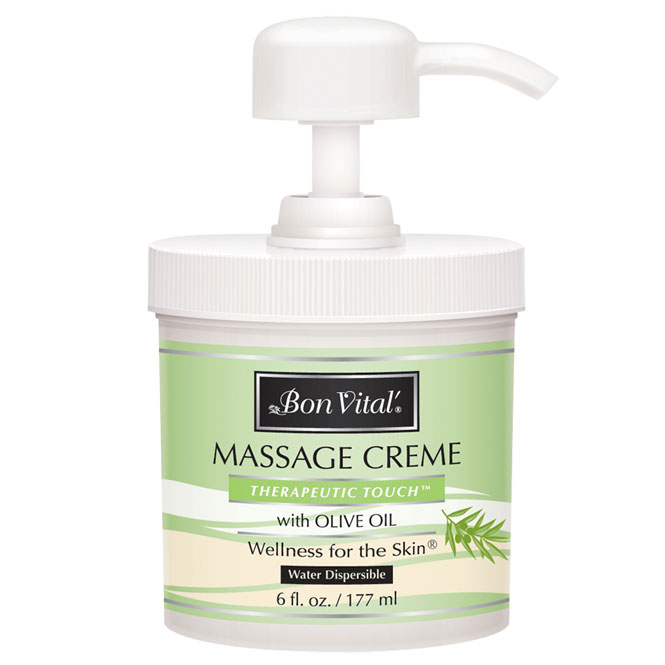 Bon Vital'®
MASSAGE CREME
THERAPEUTIC TOUCH™
with OLIVE OIL
Wellness for the Skin®
Water Dispersible
6 fl. oz. / 177 ml